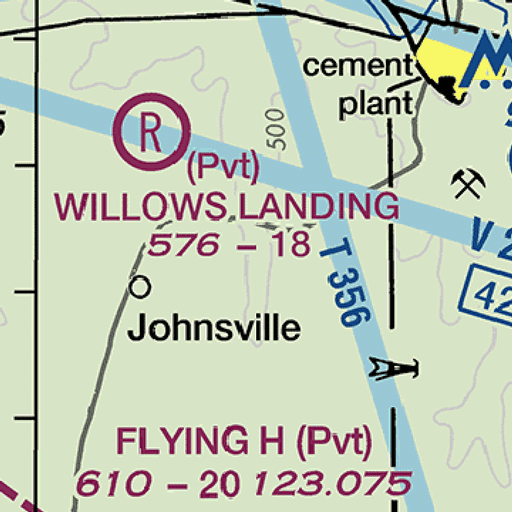 cement
plant
500
R
(Pvt)
WILLOWS LANDING
576 - 18
T 356
Johnsville
FLYING H (Pvt)
610 - 20 123.075